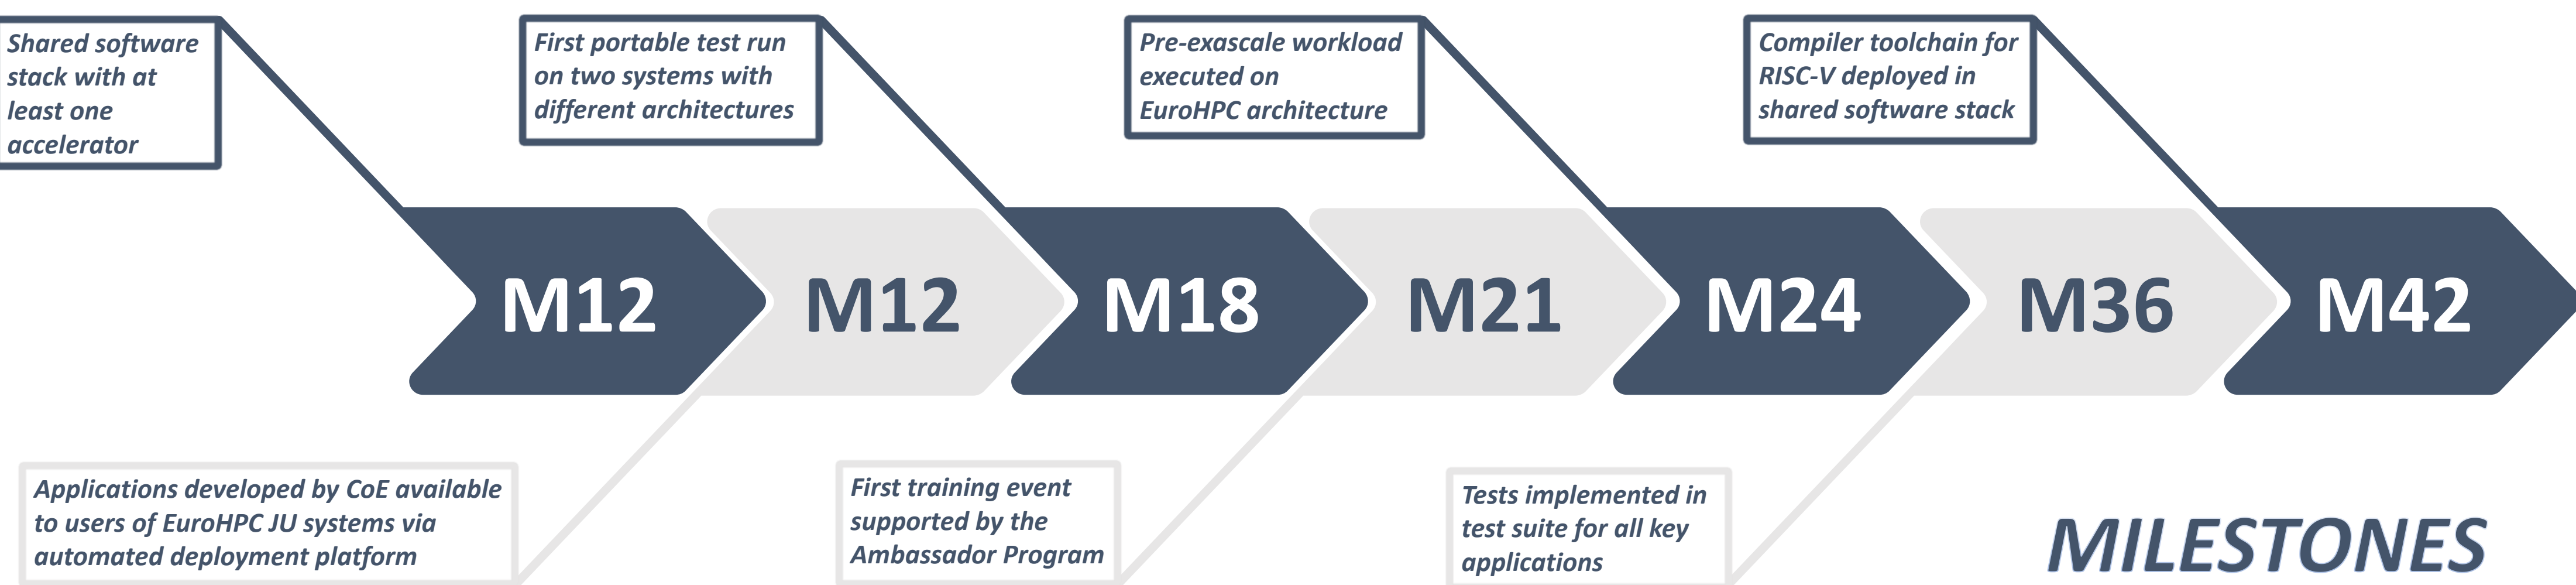 Shared software
stack with at
least one
accelerator
First portable test run
on two systems with
different architectures
Pre-exascale workload
executed on
EuroHPC architecture
Compiler toolchain for
RISC-V deployed in
shared software stack
M12
M12
M18
M21
M24
M36
M42
Applications developed by CoE available
to users of EuroHPC JU systems via
automated deployment platform
First training event
supported by the
Ambassador Program
Tests implemented in
test suite for all key
applications
MILESTONES